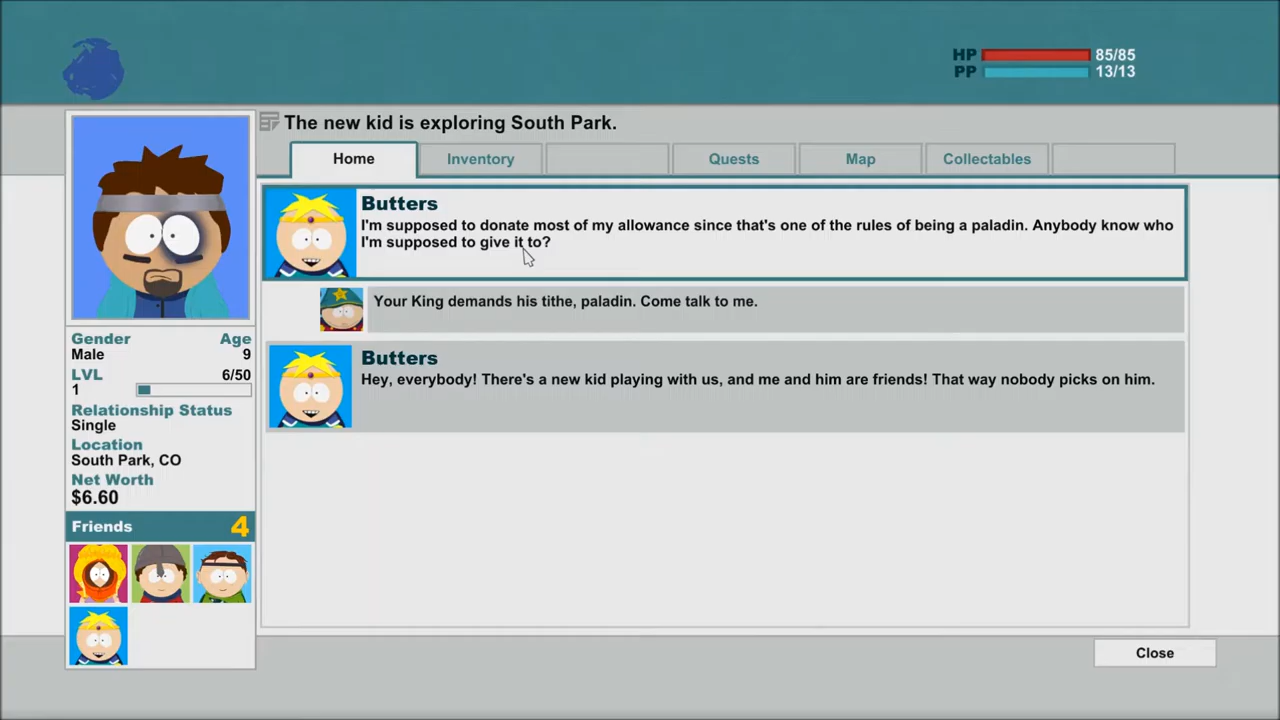 HP 85/85
PP 13/13
The new kid is exploring South Park.
Home Inventory Quests Map Collectables
Butters
I'm supposed to donate most of my allowance since that's one of the rules of being a paladin. Anybody know who
I'm supposed to give it to?
Your King demands his tithe, paladin. Come talk to me.
Butters
Hey, everybody! There's a new kid playing with us, and me and him are friends! That way nobody picks on him.
Gender Age
Male 9
LVL 6/50
1
Relationship Status
Single
Location
South Park, CO
Net Worth
$6.60
Friends 4
Close